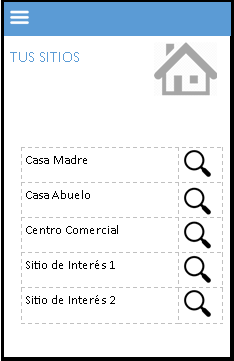 TUS SITIOS
Casa Madre
Casa Abuelo
Centro Comercial
Sitio de Interés 1
Sitio de Interés 2